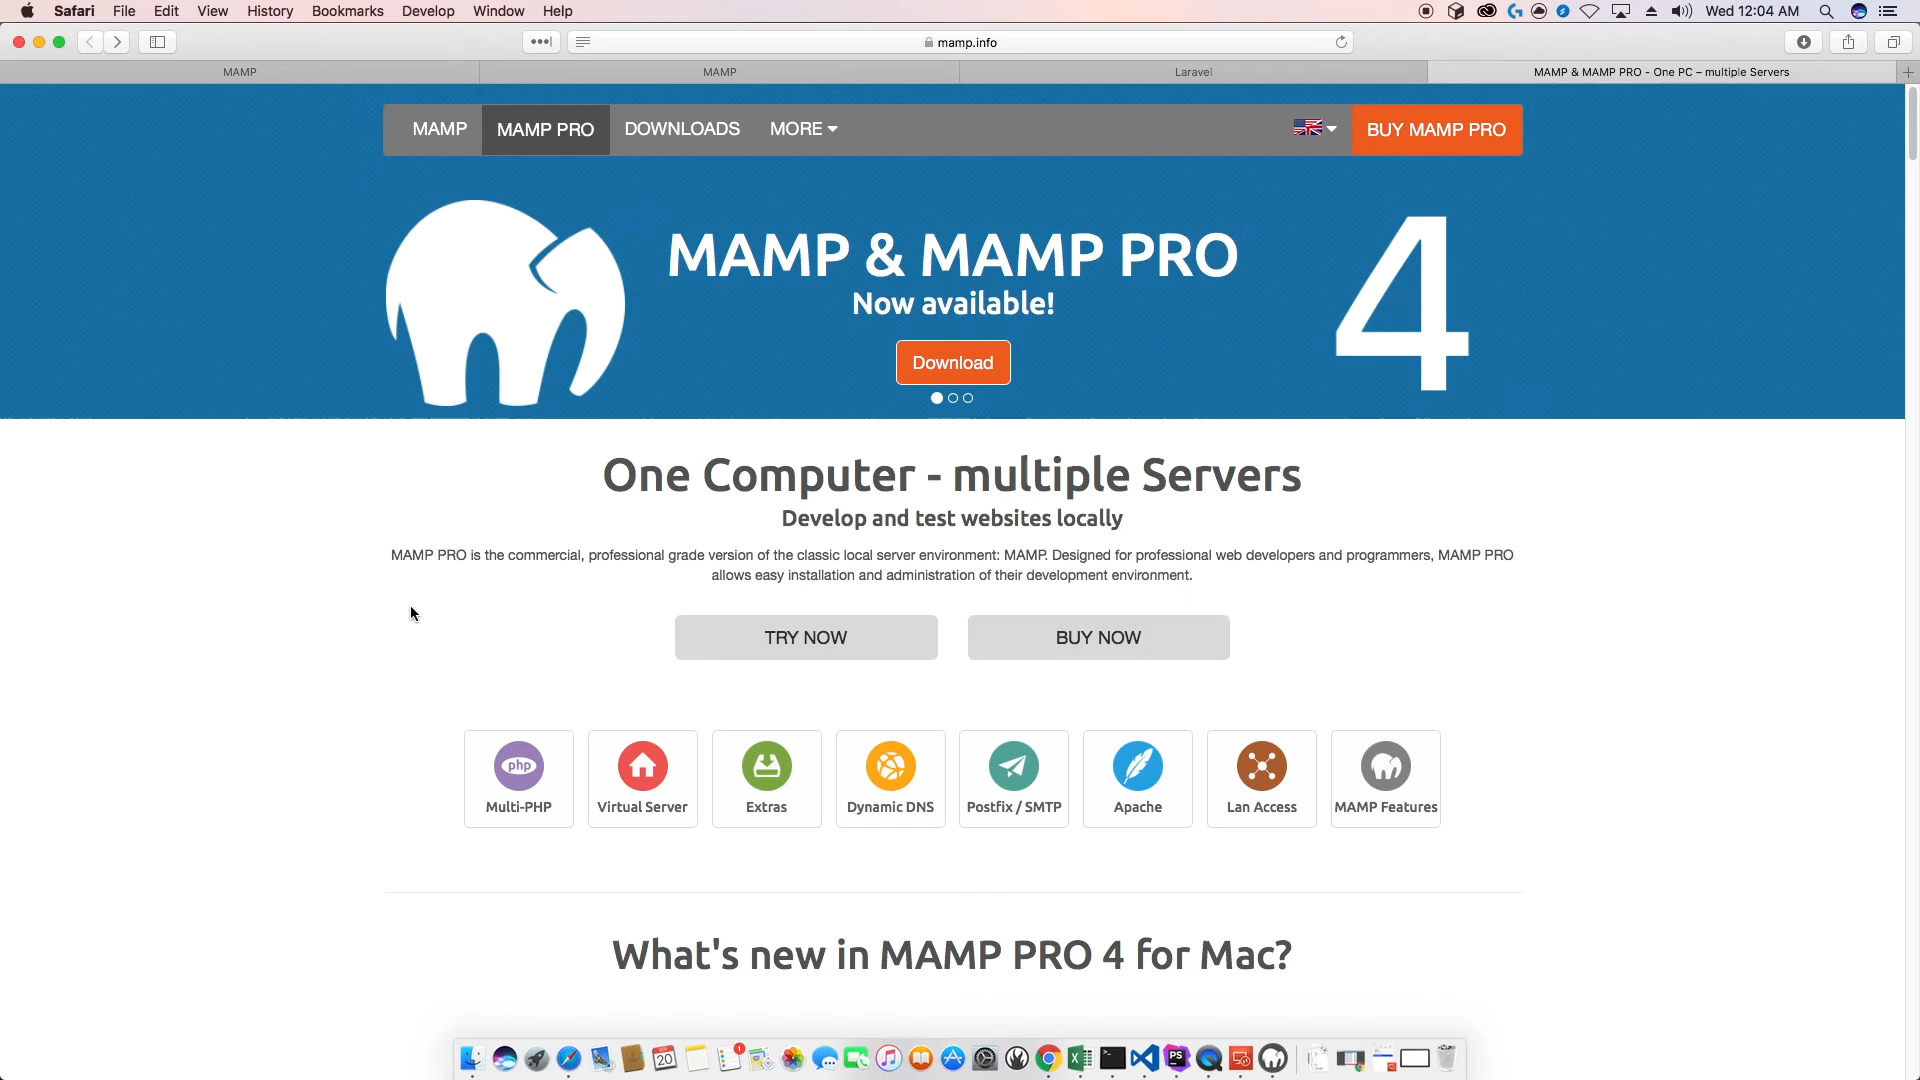 Safari File Edit View History Bookmarks Develop Window Help
Wed 12:04 AM
mamp.info
MAMP
MAMP
Laravel
MAMP & MAMP PRO - One PC – multiple Servers
MAMP
MAMP PRO
DOWNLOADS
MORE
BUY MAMP PRO
MAMP & MAMP PRO
Now available!
4
Download
One Computer - multiple Servers
Develop and test websites locally
MAMP PRO is the commercial, professional grade version of the classic local server environment: MAMP. Designed for professional web developers and programmers, MAMP PRO
allows easy installation and administration of their development environment.
TRY NOW
BUY NOW
php
Multi-PHP
Virtual Server
Extras
Dynamic DNS
Postfix / SMTP
Apache
Lan Access
MAMP Features
What's new in MAMP PRO 4 for Mac?
20
1
PS